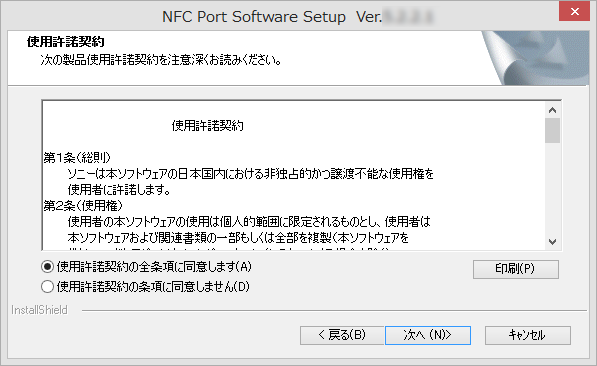 NFC Port Software Setup Ver.
使用許諾契約
次の製品使用許諾契約を注意深くお読みください。
使用許諾契約
第1条(総則)
ソニーは本ソフトウェアの日本国内における非独占的かつ譲渡不能な使用権を
使用者に許諾します。
第2条(使用権)
使用者の本ソフトウェアの使用は個人的範囲に限定されるものとし、使用者は
本ソフトウェアおよび関連書類の一部もしくは全部を複製(本ソフトウェアを
使用許諾契約の全条項に同意します(A)
印刷(P)
使用許諾契約の条項に同意しません(D)
InstallShield
< 戻る(B)
次へ (N)>
キャンセル